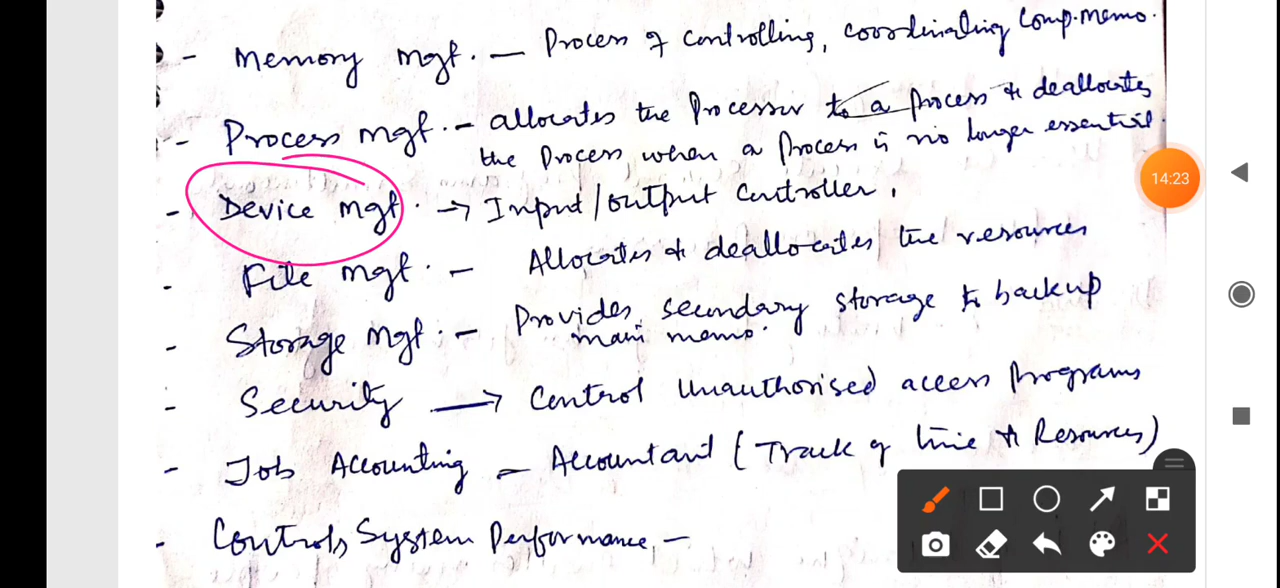 - Memory Mgt. — Process of controlling, coordinating Comp. memo.
- Process Mgt. - allocates the Processor to a process & deallocates
the process when a process is no longer essential.
- Device Mgt. → Input/output Controller.
- File Mgt. - Allocates & deallocates the resources
- Storage Mgt. - Provides secondary storage to backup
main memo.
- Security → Control Unauthorised access Programs
- Job Accounting - Accountant (Track of time & Resources)
- Controls System Performance, -
14:23